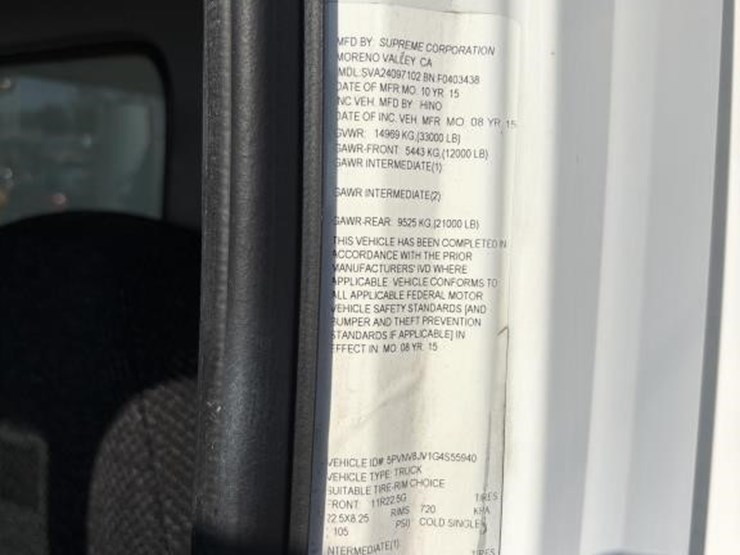 MFD BY: SUPREME CORPORATION
MORENO VALLEY CA
MDL:SVA24097102 BN:F0403438
DATE OF MFR MO. 10 YR. 15
INC VEH. MFD BY HINO
DATE OF INC. VEH. MFR MO. 08 YR. 15
GVWR: 14969 KG.(33000 LB)
GAWR-FRONT: 5443 KG.(12000 LB)
GAWR INTERMEDIATE(1)
GAWR INTERMEDIATE(2)
GAWR-REAR: 9525 KG.(21000 LB)
THIS VEHICLE HAS BEEN COMPLETED IN
ACCORDANCE WITH THE PRIOR
MANUFACTURERS' IVD WHERE
APPLICABLE. VEHICLE CONFORMS TO
ALL APPLICABLE FEDERAL MOTOR
VEHICLE SAFETY STANDARDS [AND
BUMPER AND THEFT PREVENTION
STANDARDS IF APPLICABLE] IN
EFFECT IN: MO. 08 YR. 15
VEHICLE ID# 5PVNV8JV1G4S55940
VEHICLE TYPE: TRUCK
SUITABLE TIRE-RIM CHOICE
FRONT: 11R22.5G TIRES
22.5X8.25 RIMS 720 KPA
105 PSI) COLD SINGLE
INTERMEDIATE(1) TIRES